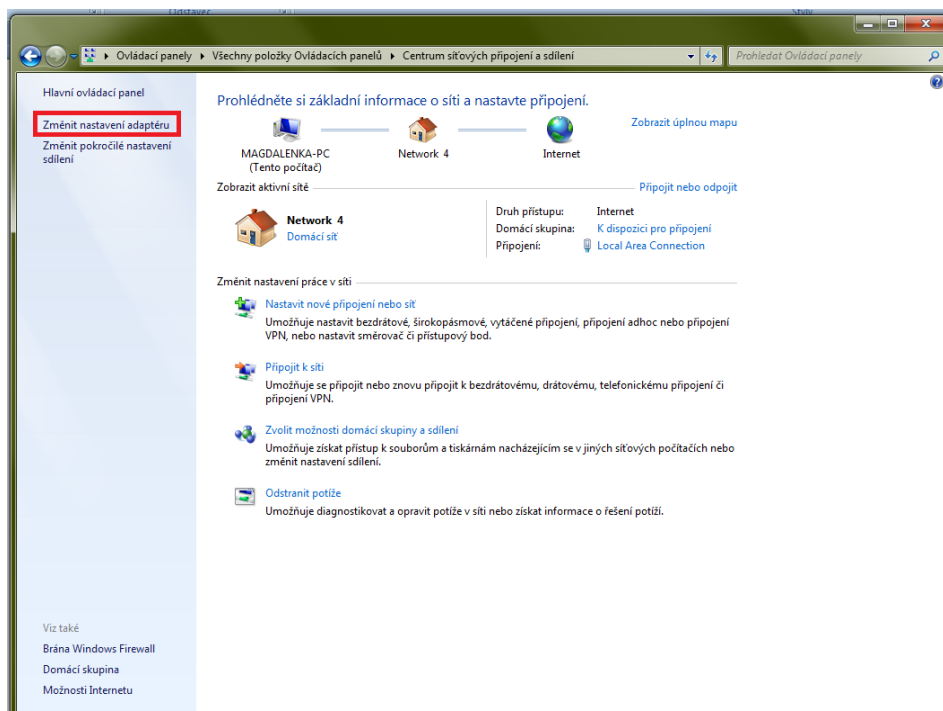 Odstavec
Styly
Ovládací panely
Všechny položky Ovládacích panelů
Centrum síťových připojení a sdílení
Prohledat Ovládací panely
Hlavní ovládací panel
Změnit nastavení adaptéru
Změnit pokročilé nastavení
sdílení
Prohlédněte si základní informace o síti a nastavte připojení.
Zobrazit úplnou mapu
MAGDALENKA-PC
(Tento počítač)
Network 4
Internet
Zobrazit aktivní sítě
Připojit nebo odpojit
Network 4
Domácí síť
Druh přístupu: Internet
Domácí skupina: K dispozici pro připojení
Připojení: Local Area Connection
Změnit nastavení práce v síti
Nastavit nové připojení nebo síť
Umožňuje nastavit bezdrátové, širokopásmové, vytáčené připojení, připojení adhoc nebo připojení
VPN, nebo nastavit směrovač či přístupový bod.
Připojit k síti
Umožňuje se připojit nebo znovu připojit k bezdrátovému, drátovému, telefonickému připojení či
připojení VPN.
Zvolit možnosti domácí skupiny a sdílení
Umožňuje získat přístup k souborům a tiskárnám nacházejícím se v jiných síťových počítačích nebo
změnit nastavení sdílení.
Odstranit potíže
Umožňuje diagnostikovat a opravit potíže v síti nebo získat informace o řešení potíží.
Viz také
Brána Windows Firewall
Domácí skupina
Možnosti Internetu